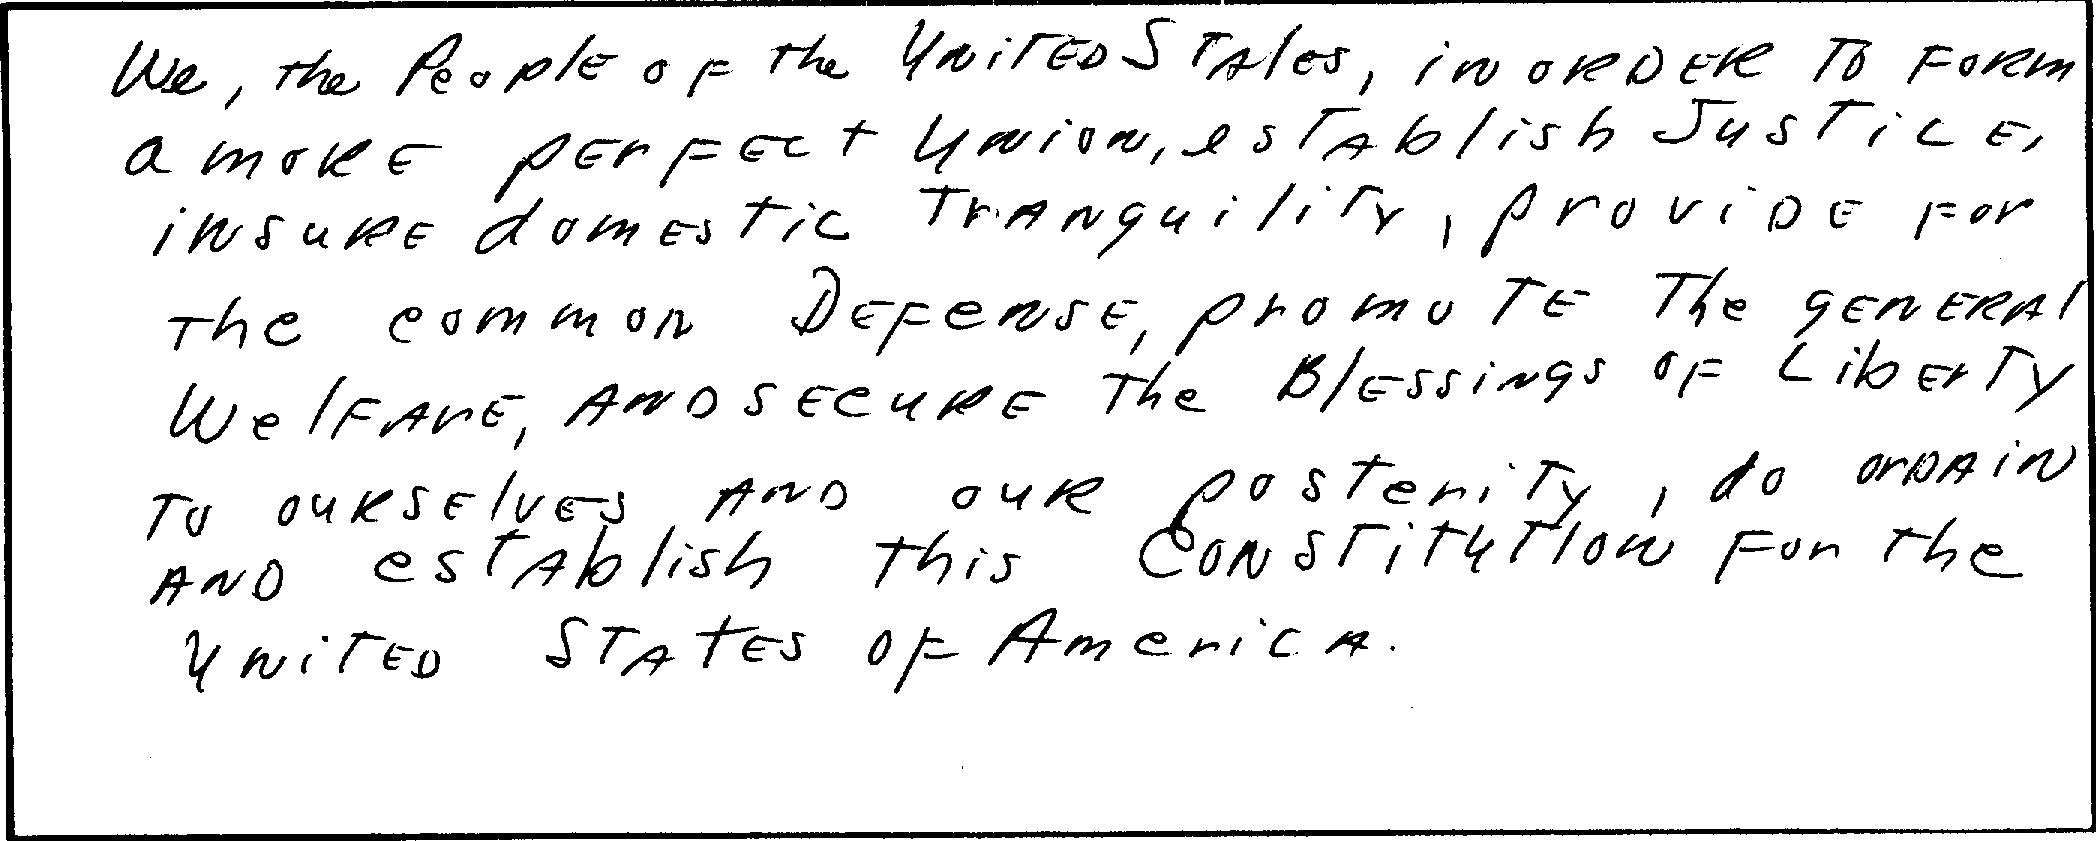 We, the People of the United States, in order to form
a more perfect Union, establish Justice,
insure domestic Tranquility, provide for
the common Defense, promote the general
Welfare, and secure the Blessings of Liberty
to ourselves and our posterity, do ordain
and establish this Constitution for the
United States of America.